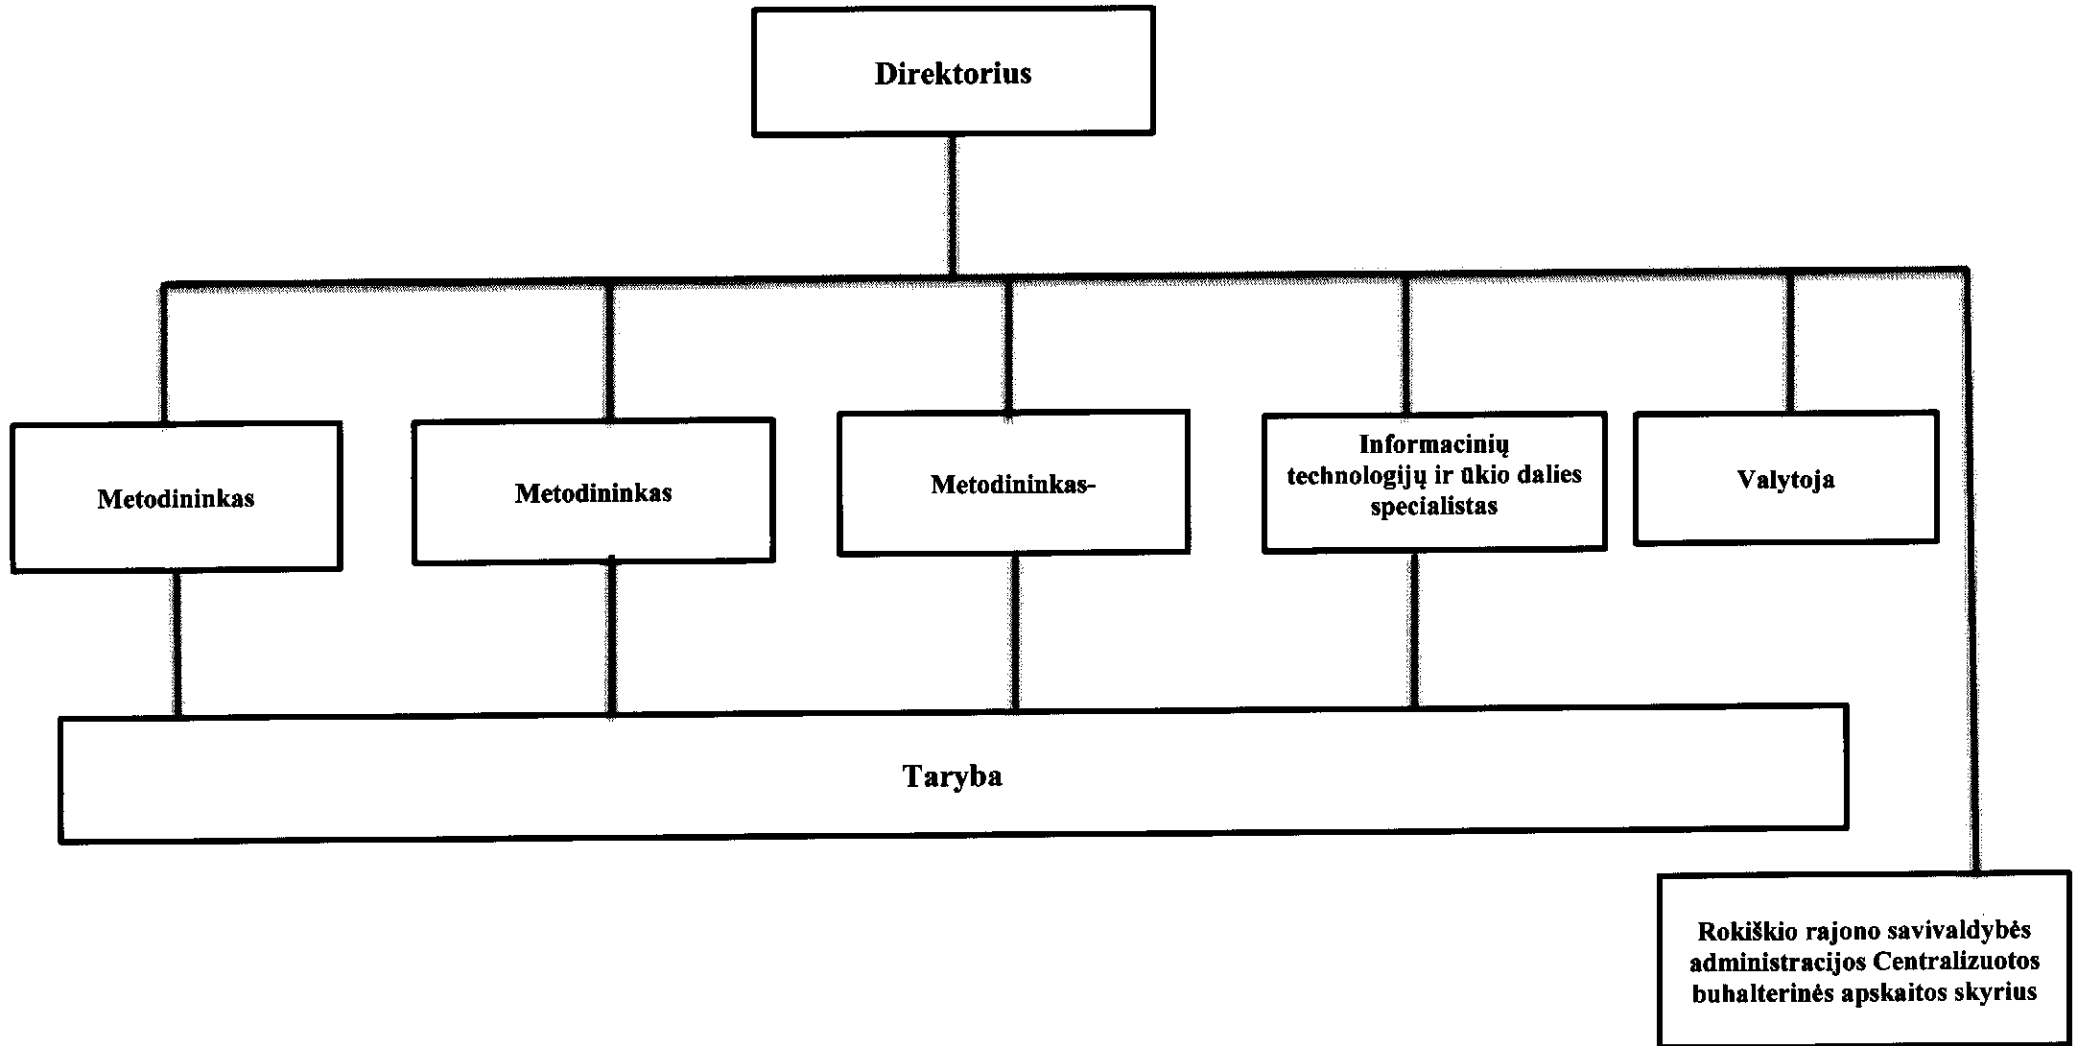 Direktorius
Metodininkas
Metodininkas
Metodininkas-
Informacinių
technologijų ir ūkio dalies
specialistas
Valytoja
Taryba
Rokiškio rajono savivaldybės
administracijos Centralizuotos
buhalterinės apskaitos skyrius